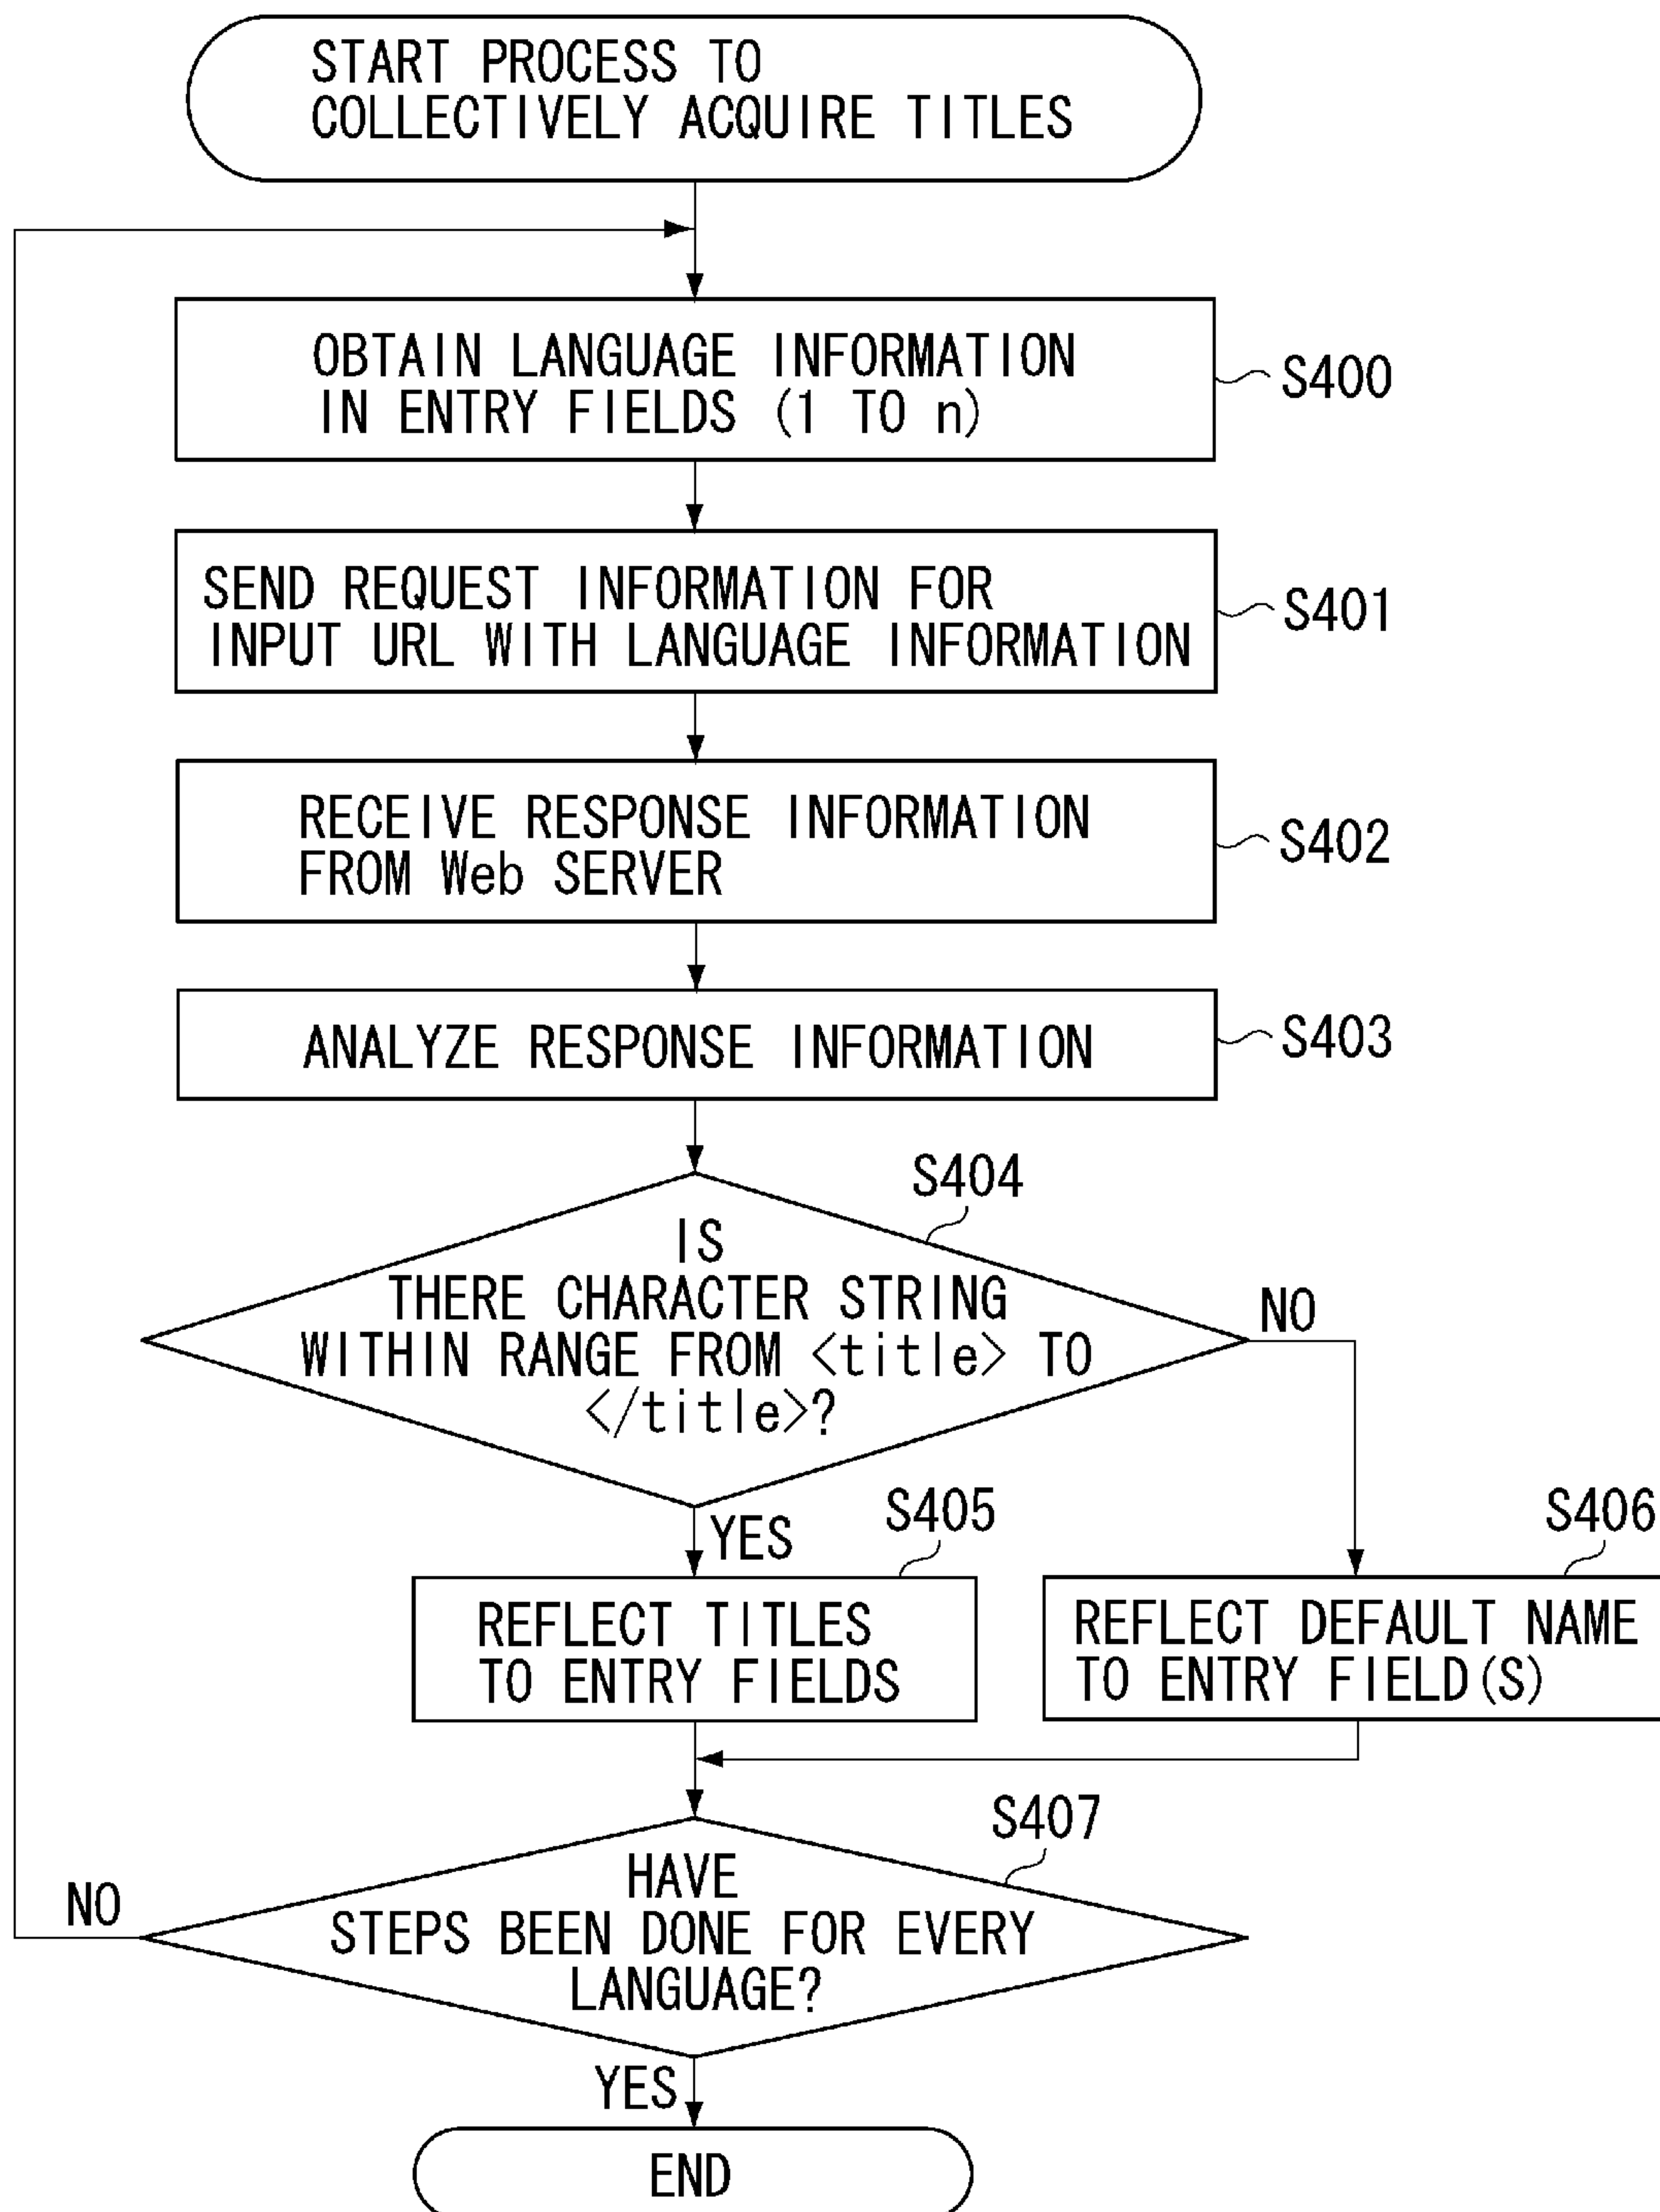 START PROCESS TO
COLLECTIVELY ACQUIRE TITLES
OBTAIN LANGUAGE INFORMATION
IN ENTRY FIELDS (1 TO n)
S400
SEND REQUEST INFORMATION FOR
INPUT URL WITH LANGUAGE INFORMATION
S401
RECEIVE RESPONSE INFORMATION
FROM Web SERVER
S402
ANALYZE RESPONSE INFORMATION
S403
S404
IS
THERE CHARACTER STRING
WITHIN RANGE FROM <title> TO
</title>?
NO
YES
S405
REFLECT TITLES
TO ENTRY FIELDS
S406
REFLECT DEFAULT NAME
TO ENTRY FIELD(S)
S407
HAVE
STEPS BEEN DONE FOR EVERY
LANGUAGE?
NO
YES
END